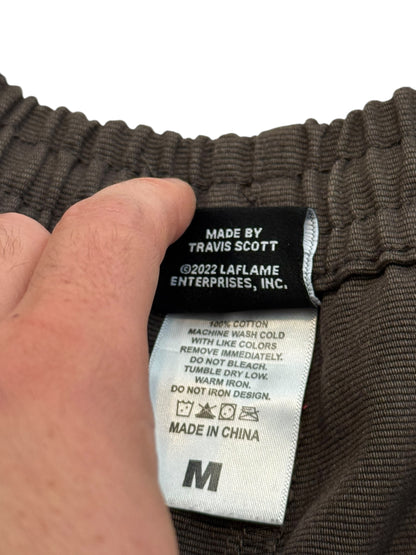 MADE BY
TRAVIS SCOTT
©2022 LAFLAME
ENTERPRISES, INC.
100% COTTON
MACHINE WASH COLD
WITH LIKE COLORS
REMOVE IMMEDIATELY.
DO NOT BLEACH.
TUMBLE DRY LOW.
WARM IRON.
DO NOT IRON DESIGN.
MADE IN CHINA
M